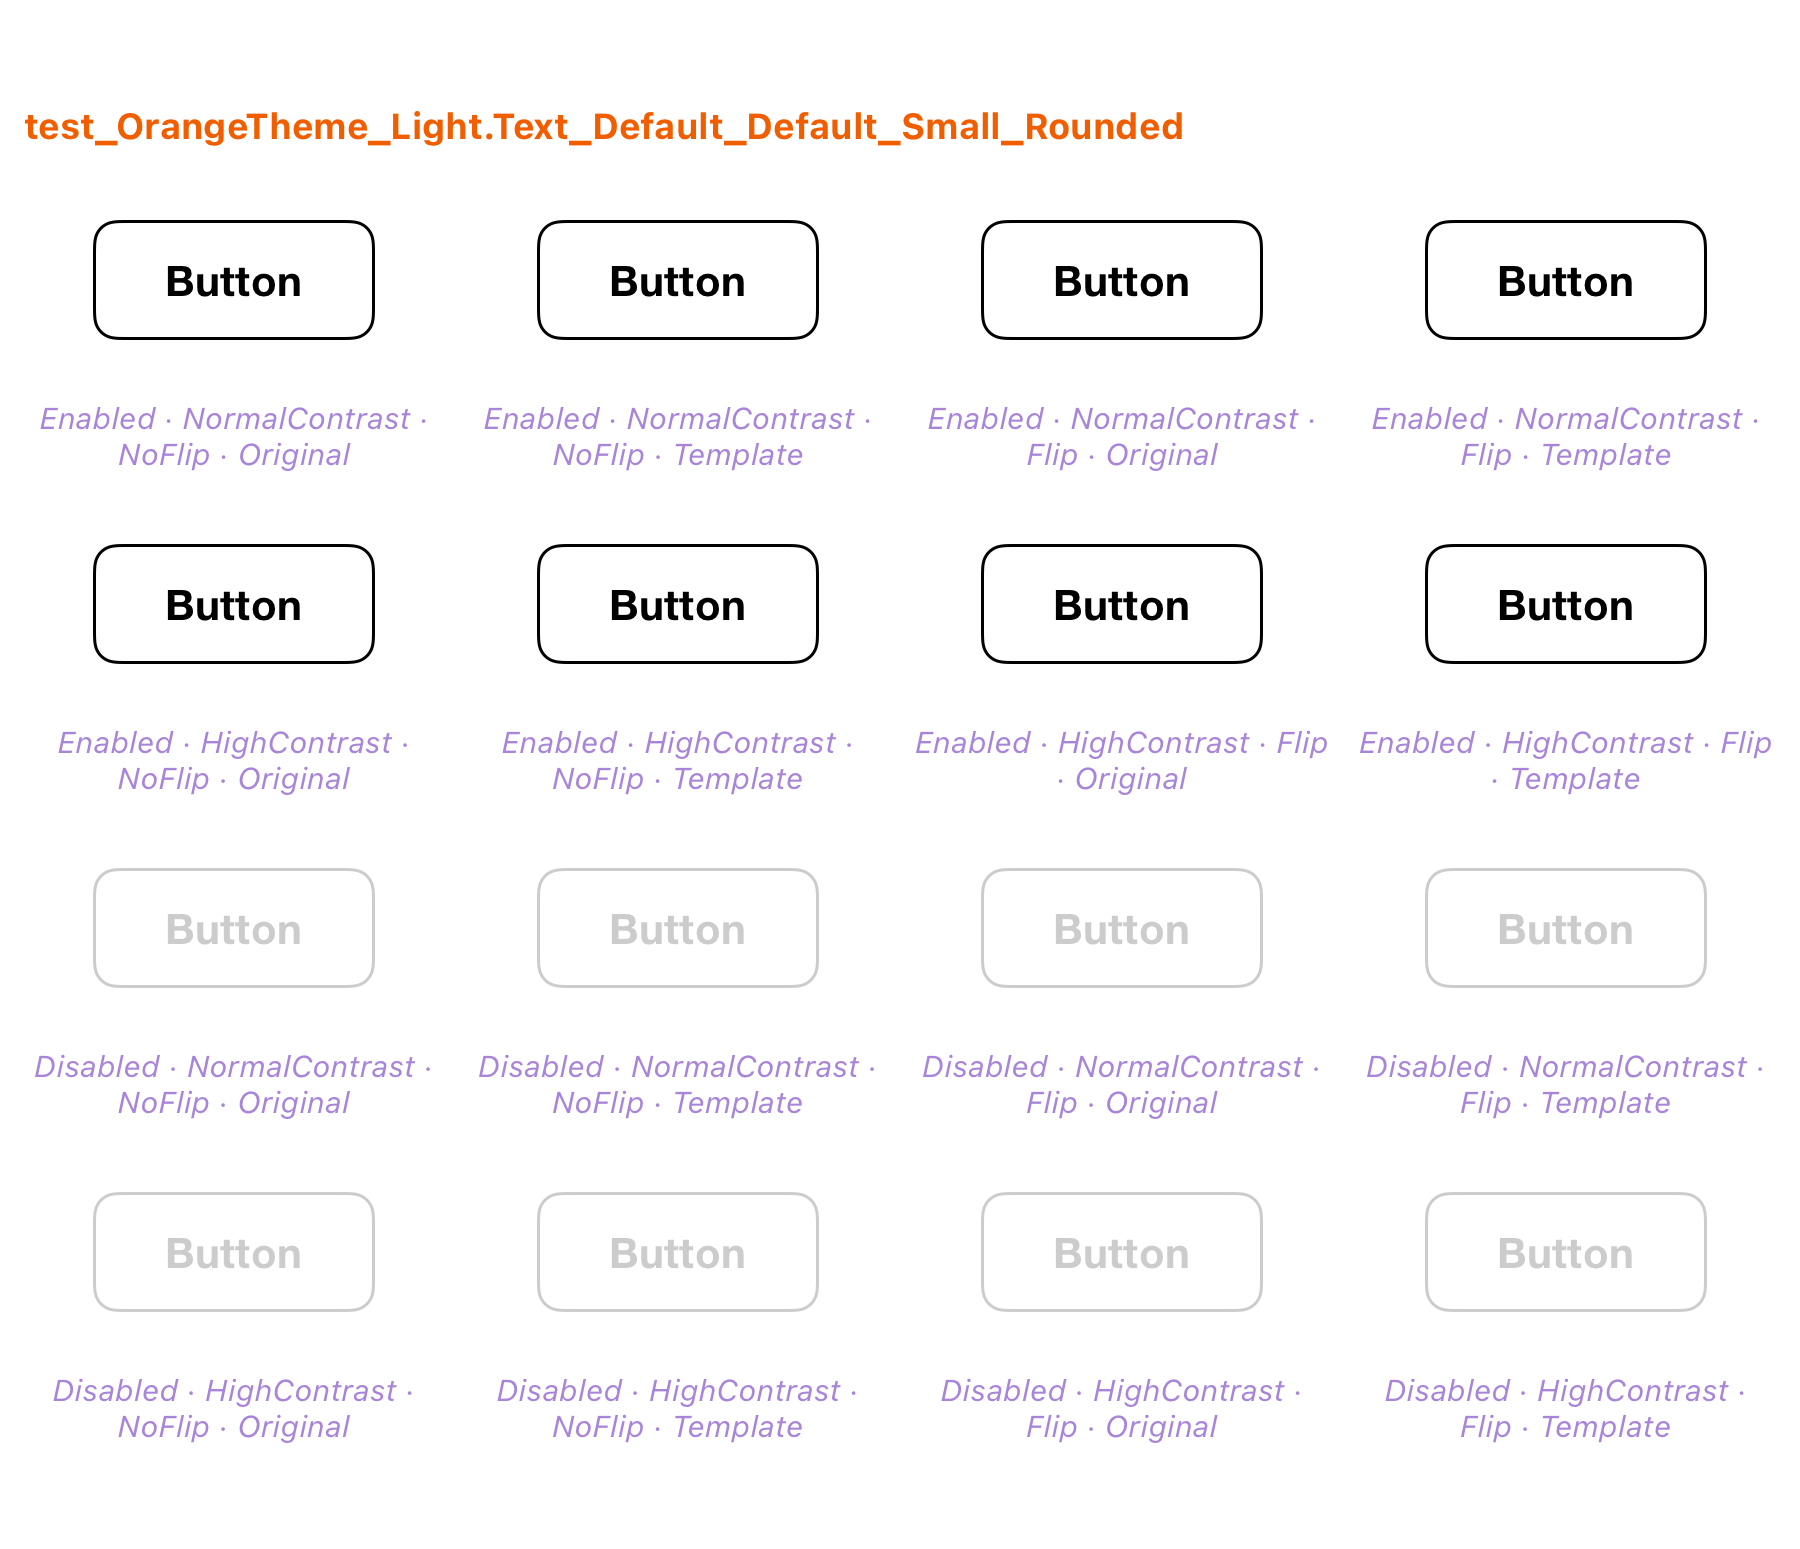 test_OrangeTheme_Light.Text_Default_Default_Small_Rounded
Button Button Button Button
Enabled · NormalContrast · Enabled · NormalContrast · Enabled · NormalContrast · Enabled · NormalContrast ·
NoFlip · Original NoFlip · Template Flip · Original Flip · Template
Button Button Button Button
Enabled · HighContrast · Enabled · HighContrast · Enabled · HighContrast · Flip Enabled · HighContrast · Flip
NoFlip · Original NoFlip · Template · Original · Template
Button Button Button Button
Disabled · NormalContrast · Disabled · NormalContrast · Disabled · NormalContrast · Disabled · NormalContrast ·
NoFlip · Original NoFlip · Template Flip · Original Flip · Template
Button Button Button Button
Disabled · HighContrast · Disabled · HighContrast · Disabled · HighContrast · Disabled · HighContrast ·
NoFlip · Original NoFlip · Template Flip · Original Flip · Template